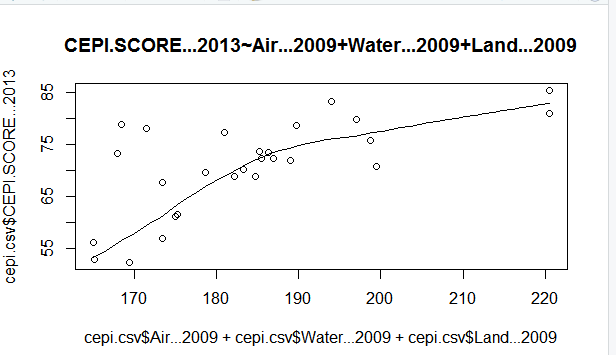 CEPI.SCORE...2013~Air...2009+Water...2009+Land...2009
cepi.csv$CEPI.SCORE...2013
85
75
65
55
170 180 190 200 210 220
cepi.csv$Air...2009 + cepi.csv$Water...2009 + cepi.csv$Land...2009